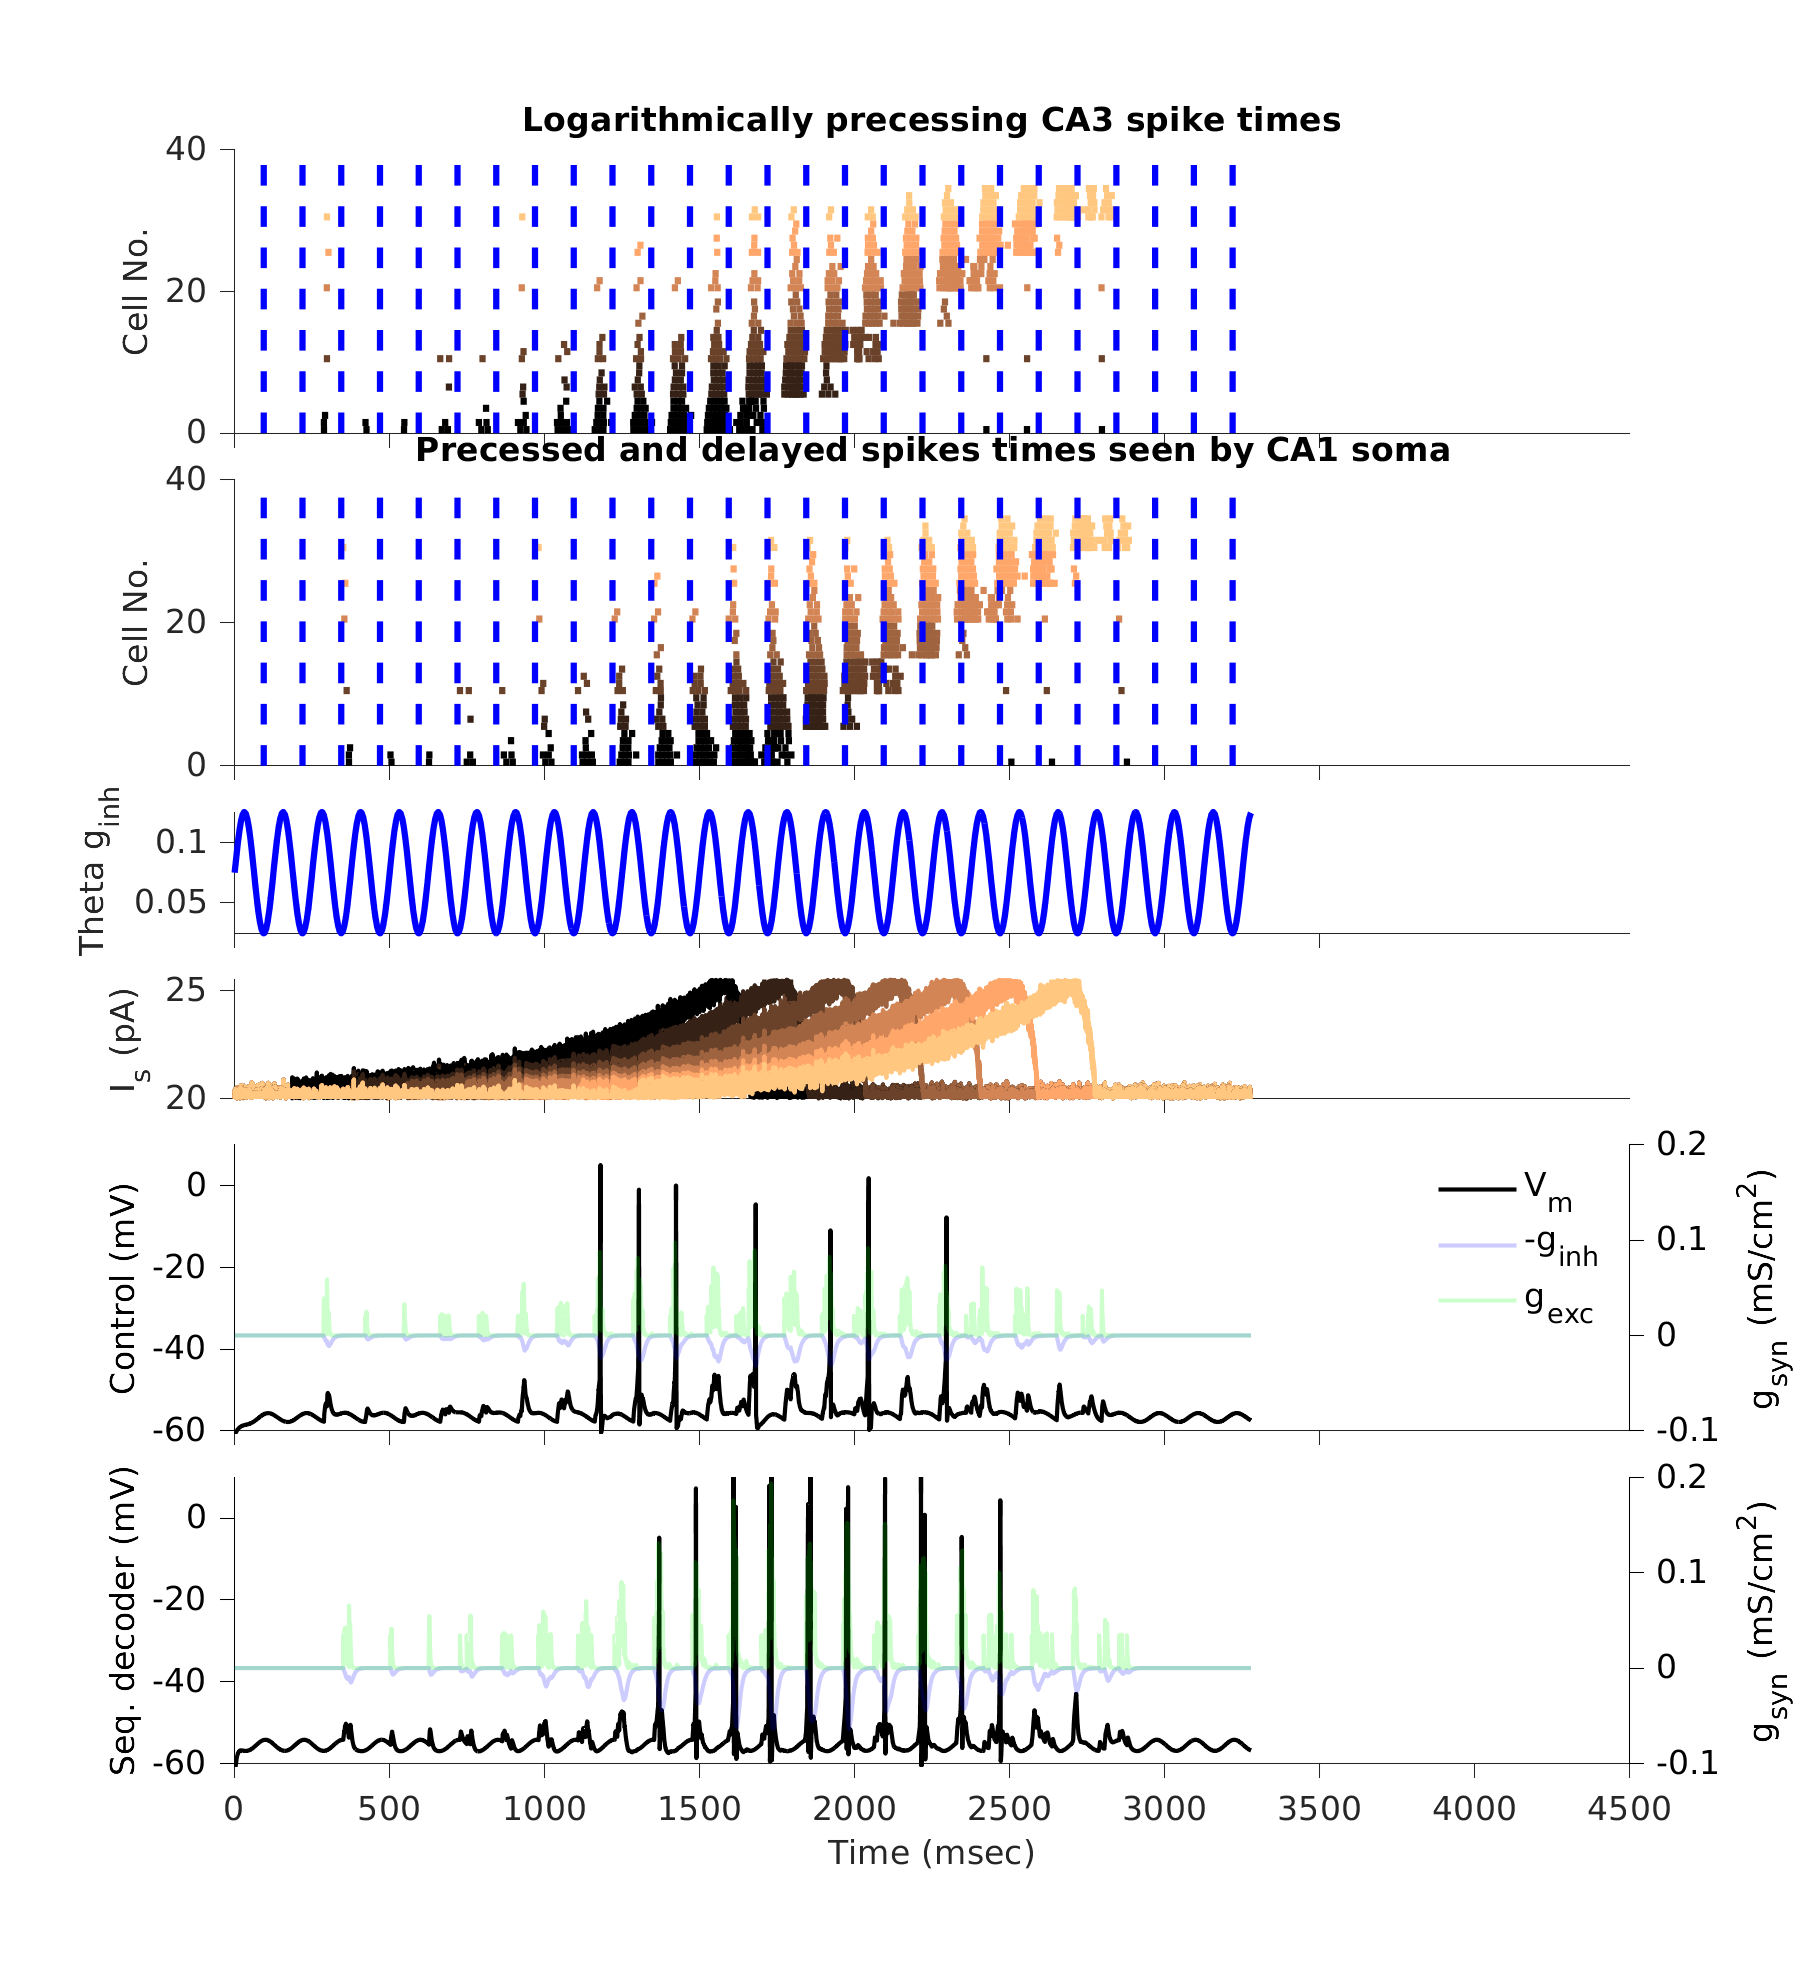 Logarithmically precessing CA3 spike times
40
20
0
Cell No.
Precessed and delayed spikes times seen by CA1 soma
40
20
0
Cell No.
0.1
0.05
Theta g_inh
25
20
I_s (pA)
0
-20
-40
-60
Control (mV)
V_m
-g_inh
g_exc
0.2
0.1
0
-0.1
g_syn (mS/cm^2)
0
-20
-40
-60
Seq. decoder (mV)
0.2
0.1
0
-0.1
g_syn (mS/cm^2)
0 500 1000 1500 2000 2500 3000 3500 4000 4500
Time (msec)